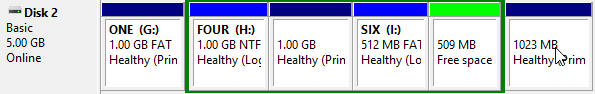 Disk 2
Basic
5.00 GB
Online
ONE (G:)
1.00 GB FAT
Healthy (Prin
FOUR (H:)
1.00 GB NTF
Healthy (Log
1.00 GB
Healthy (Prin
SIX (I:)
512 MB FAT
Healthy (Lo
509 MB
Free space
1023 MB
Healthy (Prim